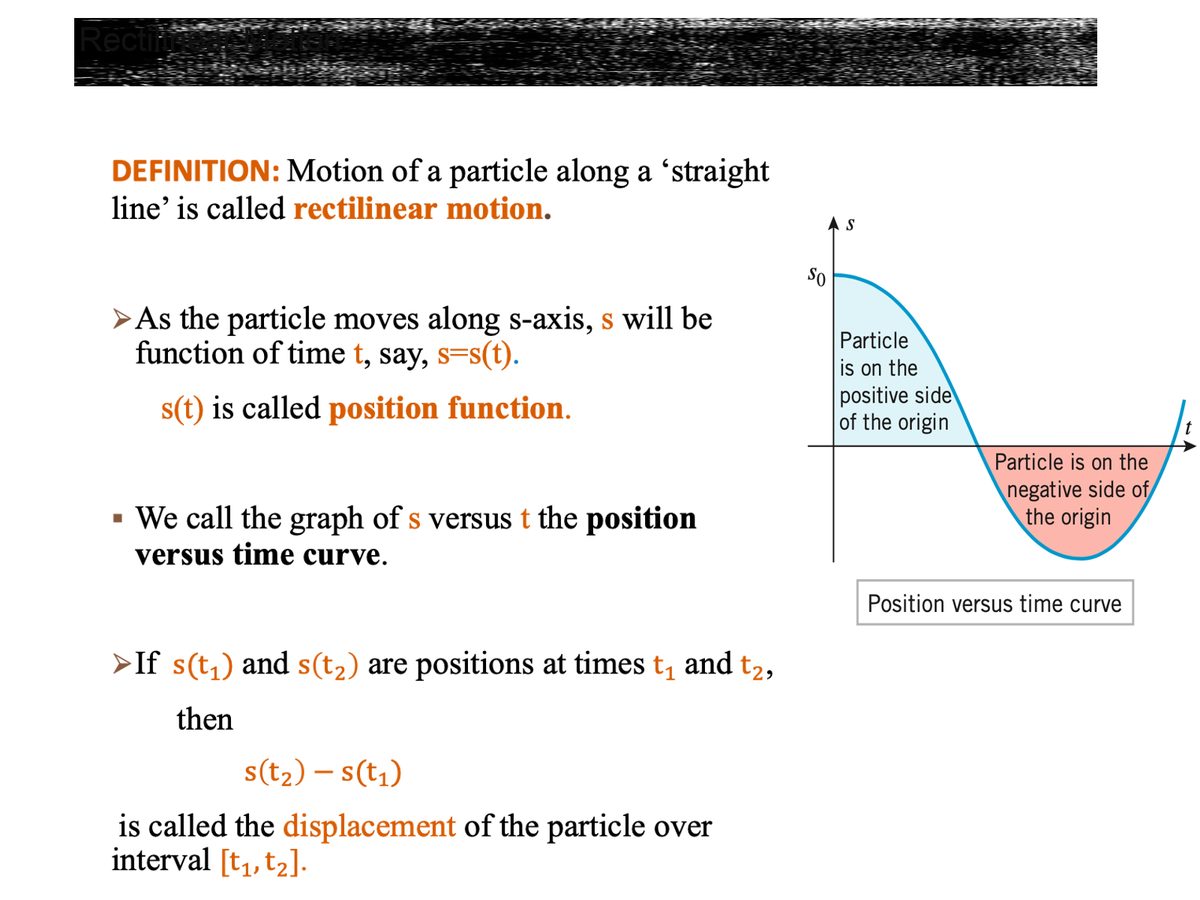 DEFINITION: Motion of a particle along a ‘straight
line’ is called rectilinear motion.
➢As the particle moves along s-axis, s will be
function of time t, say, s=s(t).
s(t) is called position function.
▪ We call the graph of s versus t the position
versus time curve.
➢If s(t₁) and s(t₂) are positions at times t₁ and t₂,
then
s(t₂) – s(t₁)
is called the displacement of the particle over
interval [t₁, t₂].
s
s₀
Particle
is on the
positive side
of the origin
t
Particle is on the
negative side of
the origin
Position versus time curve